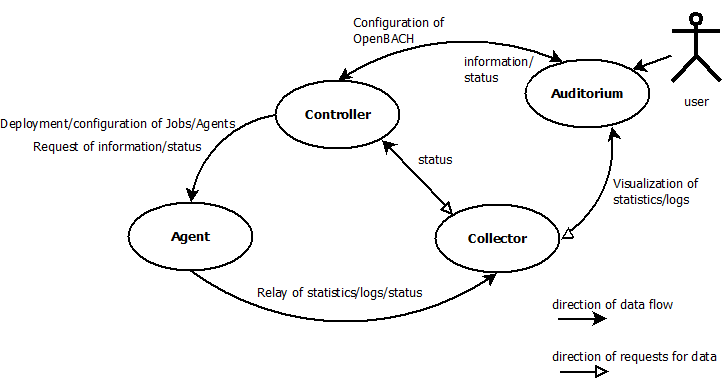 Configuration of
OpenBACH
information/
status
Auditorium
user
Controller
Deployment/configuration of Jobs/Agents
Request of information/status
status
Visualization of
statistics/logs
Agent
Collector
Relay of statistics/logs/status
direction of data flow
direction of requests for data